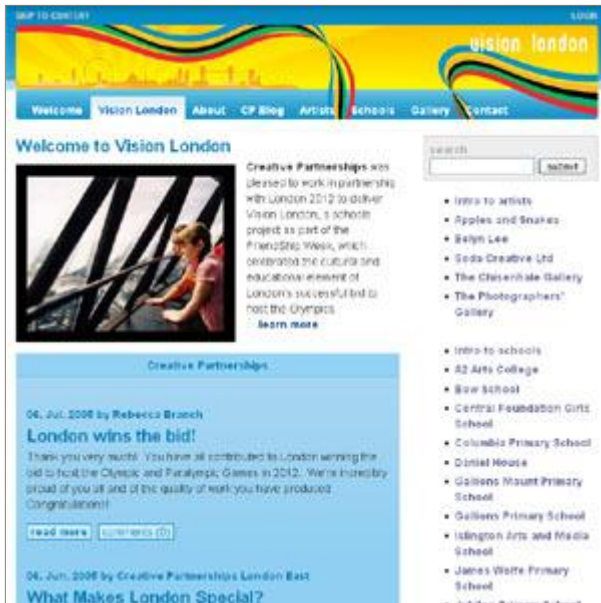 SKIP TO CONTENT
LOGIN
vision london
Welcome
Vision London
About
CP Blog
Artists
Schools
Gallery
Contact
Welcome to Vision London
Creative Partnerships was
pleased to work in partnership
with London 2012 to deliver
Vision London, a schools
project as part of the
FriendShip Week, which
celebrated the cultural and
educational element of
London's successful bid to
host the Olympics.
learn more
Creative Partnerships
06. Jul. 2005 by Rebecca Branch
London wins the bid!
Thank you very much! You have all contributed to London winning the
bid to host the Olympic and Paralympic Games in 2012. We're incredibly
proud of you all and of the quality of work you have produced.
Congratulations!
read more
comments (0)
06. Jun. 2005 by Creative Partnerships London East
What Makes London Special?
search
submit
Intro to artists
Apples and Snakes
Lee
Soda Creative Ltd
The Chisenhale Gallery
The Photographers'
Gallery
Intro to schools
A2 Arts College
Bow School
Central Foundation Girls
School
Columbia Primary School
Daniel House
Gallions Mount Primary
School
Gallions Primary School
Islington Arts and Media
School
James Wolfe Primary
School
Primary School